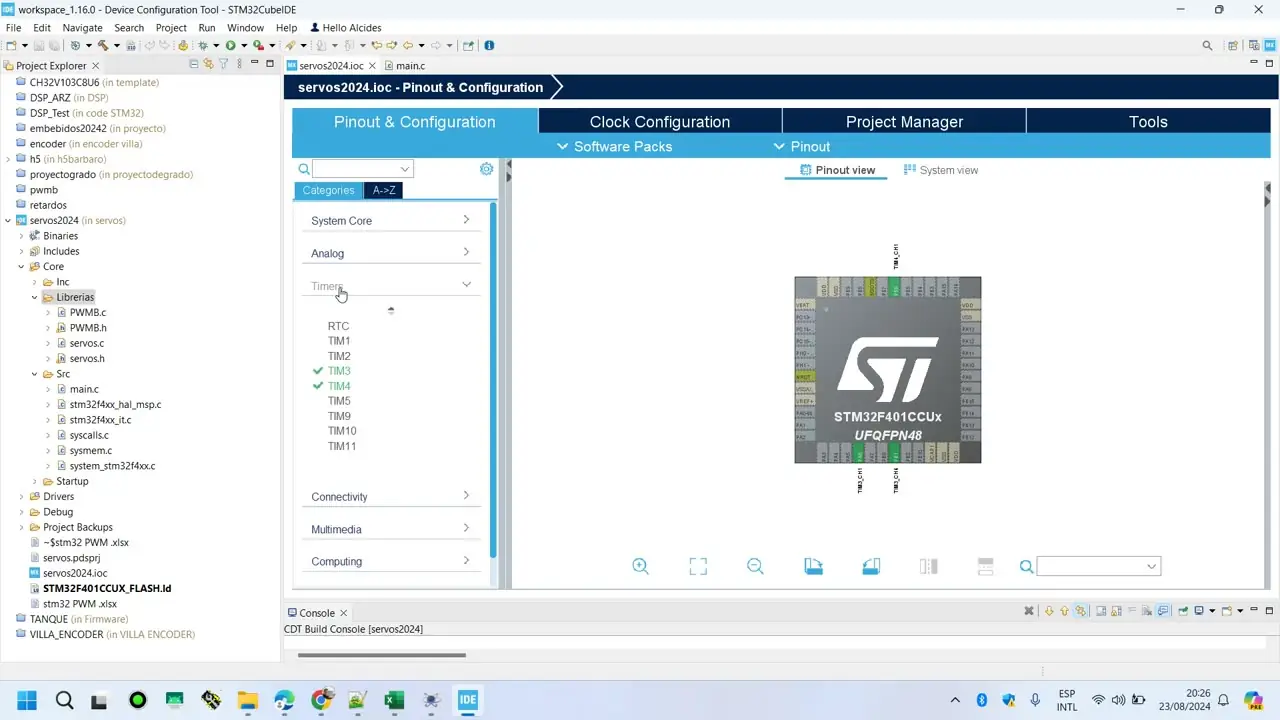 workspace_1.16.0 - Device Configuration Tool - STM32CubeIDE
File Edit Navigate Search Project Run Window Help Hello Alcides
Project Explorer
CH32V103C8U6 (in template)
DSP_ARZ (in DSP)
DSP_Test (in code STM32)
embebidos20242 (in proyecto)
encoder (in encoder villa)
h5 (in h5barbaro)
proyectogrado (in proyectodegrado)
pwmb
retardos
servos2024 (in servos)
Binaries
Includes
Core
Inc
Librerias
PWMB.c
PWMB.h
servos.c
servos.h
Src
main.c
stm32f4xx_hal_msp.c
stm32f4xx_it.c
syscalls.c
sysmem.c
system_stm32f4xx.c
Startup
Drivers
Debug
Project Backups
~$stm32 PWM .xlsx
servos.pdsprj
servos2024.ioc
STM32F401CCUX_FLASH.ld
stm32 PWM .xlsx
TANQUE (in Firmware)
VILLA_ENCODER (in VILLA ENCODER)
servos2024.ioc main.c
servos2024.ioc - Pinout & Configuration
Pinout & Configuration Clock Configuration Project Manager Tools
Software Packs Pinout
Categories A->Z
System Core
Analog
Timers
RTC
TIM1
TIM2
TIM3
TIM4
TIM5
TIM9
TIM10
TIM11
Connectivity
Multimedia
Computing
Pinout view System view
STM32F401CCUx
UFQFPN48
Console
CDT Build Console [servos2024]
IDE
ESP
INTL
20:26
23/08/2024